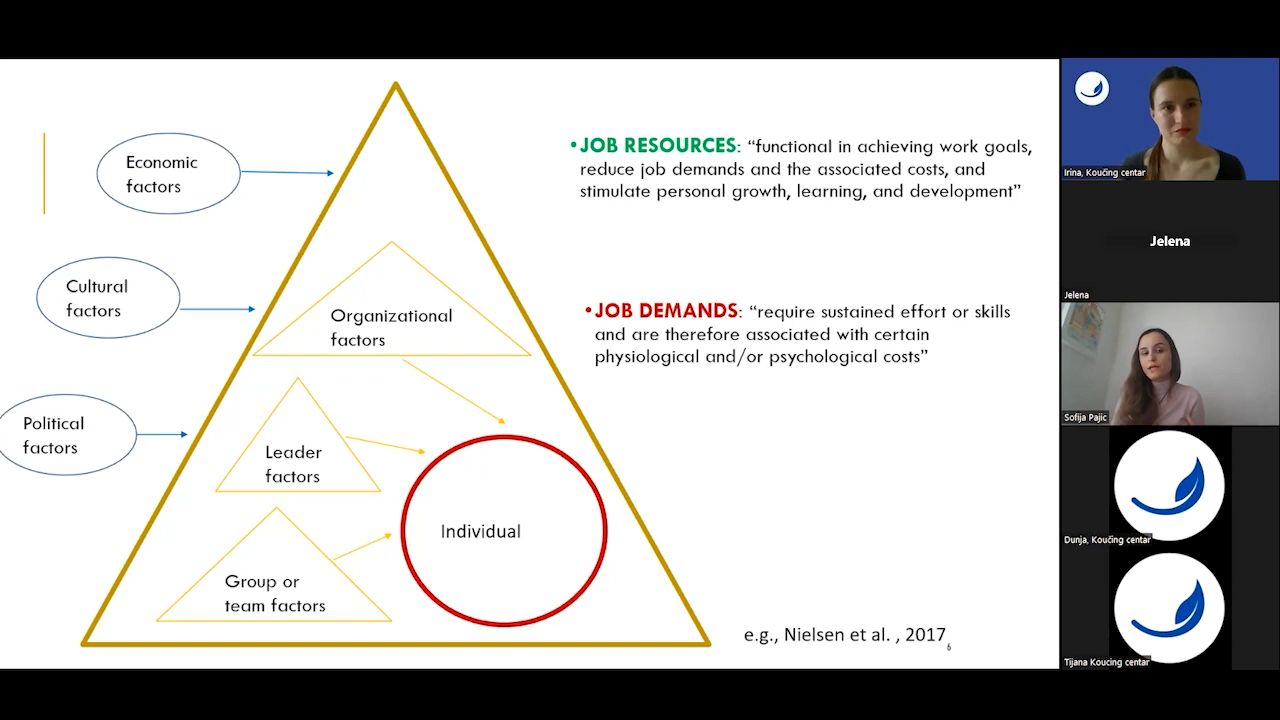 Economic
factors
Cultural
factors
Political
factors
Organizational
factors
Leader
factors
Group or
team factors
Individual
•JOB RESOURCES: “functional in achieving work goals,
reduce job demands and the associated costs, and
stimulate personal growth, learning, and development”
•JOB DEMANDS: “require sustained effort or skills
and are therefore associated with certain
physiological and/or psychological costs”
e.g., Nielsen et al. , 2017
6
Irina, Koučing centar
Jelena
Jelena
Sofija Pajic
Dunja, Koučing centar
Tijana Koucing centar